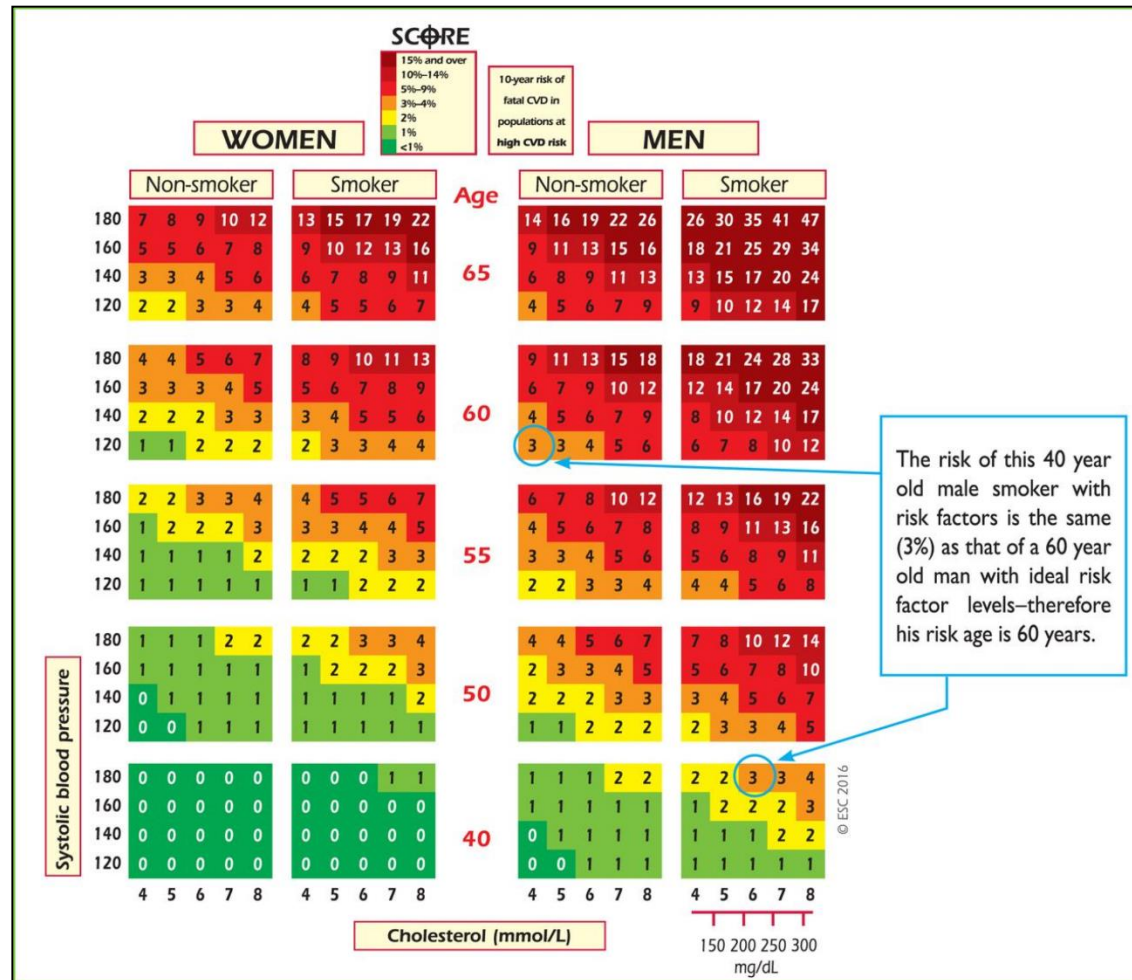 SCORE
15% and over
10%–14%
5%–9%
3%–4%
2%
1%
<1%
10-year risk of
fatal CVD in
populations at
high CVD risk
WOMEN
MEN
Non-smoker
Smoker
Age
Non-smoker
Smoker
180 7 8 9 10 12 13 15 17 19 22 14 16 19 22 26 26 30 35 41 47
160 5 5 6 7 8 9 10 12 13 16 9 11 13 15 16 18 21 25 29 34
65
140 3 3 4 5 6 6 7 8 9 11 6 8 9 11 13 13 15 17 20 24
120 2 2 3 3 4 4 5 5 6 7 4 5 6 7 9 9 10 12 14 17
180 4 4 5 6 7 8 9 10 11 13 9 11 13 15 18 18 21 24 28 33
160 3 3 3 4 5 5 6 7 8 9 6 7 9 10 12 12 14 17 20 24
60
140 2 2 2 3 3 3 4 5 5 6 4 5 6 7 9 8 10 12 14 17
120 1 1 2 2 2 2 3 3 4 4 3 3 4 5 6 6 7 8 10 12
180 2 2 3 3 4 4 5 5 6 7 6 7 8 10 12 12 13 16 19 22
160 1 2 2 2 3 3 3 4 4 5 4 5 6 7 8 8 9 11 13 16
55
140 1 1 1 1 2 2 2 2 3 3 3 3 4 5 6 5 6 8 9 11
120 1 1 1 1 1 1 1 2 2 2 2 2 3 3 4 4 4 5 6 8
180 1 1 1 2 2 2 2 3 3 4 4 4 5 6 7 7 8 10 12 14
160 1 1 1 1 1 1 2 2 2 3 2 3 3 4 5 5 6 7 8 10
50
140 0 1 1 1 1 1 1 1 1 2 2 2 2 3 3 3 4 5 6 7
120 0 0 1 1 1 1 1 1 1 1 1 1 2 2 2 2 3 3 4 5
180 0 0 0 0 0 0 0 0 1 1 1 1 1 2 2 2 2 3 3 4
160 0 0 0 0 0 0 0 0 0 0 1 1 1 1 1 1 2 2 2 3
40
140 0 0 0 0 0 0 0 0 0 0 0 1 1 1 1 1 1 1 2 2
120 0 0 0 0 0 0 0 0 0 0 0 0 1 1 1 1 1 1 1 1
4 5 6 7 8 4 5 6 7 8 4 5 6 7 8 4 5 6 7 8
Systolic blood pressure
Cholesterol (mmol/L)
150 200 250 300
mg/dL
© ESC 2016
The risk of this 40 year
old male smoker with
risk factors is the same
(3%) as that of a 60 year
old man with ideal risk
factor levels–therefore
his risk age is 60 years.